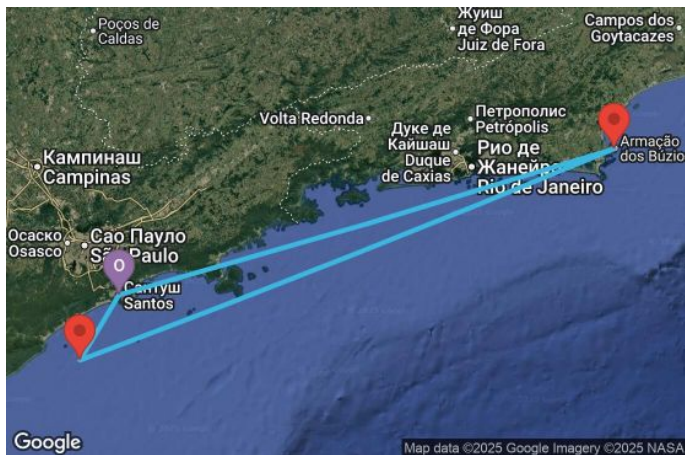 Poços de
Caldas
Жуиш
де Фора
Juiz de Fora
Campos dos
Goytacazes
Volta Redonda
Петрополис
Petrópolis
Дуке де
Кайшаш
Duque
de Caxias
Рио де
Жанейро
Rio de Janeiro
Armação
dos Búzio
Кампинаш
Campinas
Осаско
Osasco
Сао Пауло
São Paulo
O
Сантуш
Santos
Google
Map data ©2025 Google Imagery ©2025 NASA